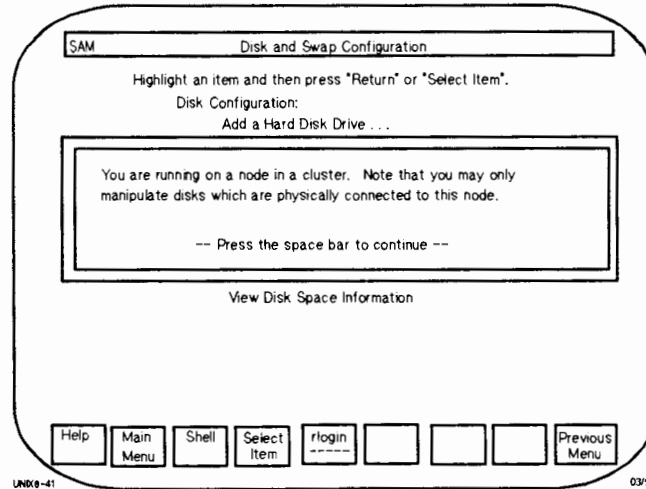 SAM Disk and Swap Configuration
Highlight an item and then press "Return" or "Select Item".
Disk Configuration:
Add a Hard Disk Drive . . .
You are running on a node in a cluster. Note that you may only
manipulate disks which are physically connected to this node.
-- Press the space bar to continue --
View Disk Space Information
Help
Main
Menu
Shell
Select
Item
rlogin
-----
Previous
Menu